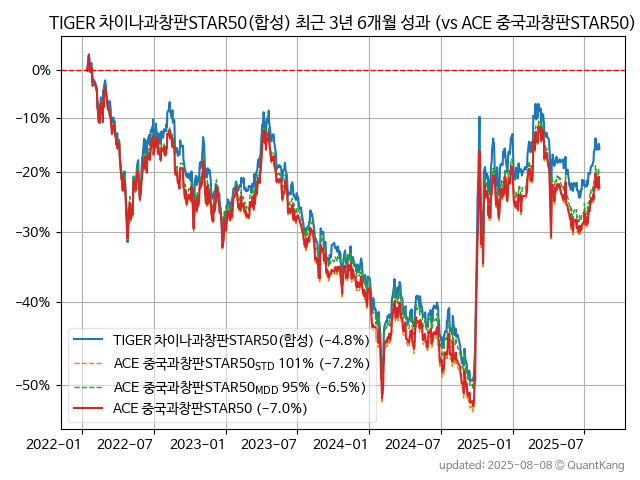 TIGER 차이나과창판STAR50(합성) 최근 3년 6개월 성과 (vs ACE 중국과창판STAR50)
0%
−10%
−20%
−30%
−40%
−50%
TIGER 차이나과창판STAR50(합성) (−4.8%)
ACE 중국과창판STAR50STD 101% (−7.2%)
ACE 중국과창판STAR50MDD 95% (−6.5%)
ACE 중국과창판STAR50 (−7.0%)
2022-01 2022-07 2023-01 2023-07 2024-01 2024-07 2025-01 2025-07
updated: 2025-08-08 © QuantKang